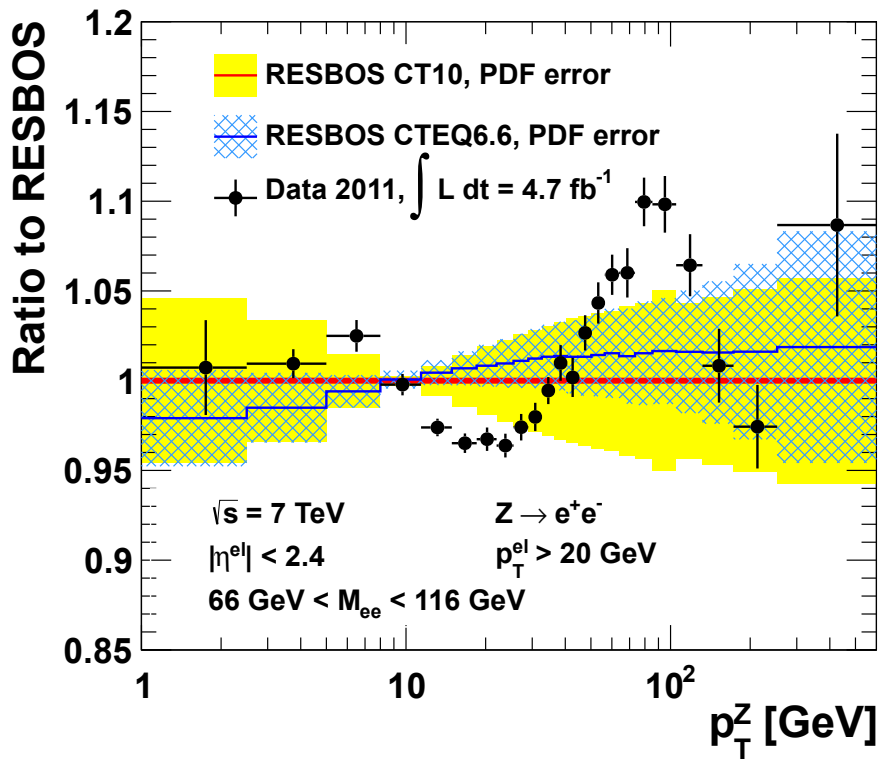 Ratio to RESBOS
1.2
1.15
1.1
1.05
1
0.95
0.9
0.85
RESBOS CT10, PDF error
RESBOS CTEQ6.6, PDF error
Data 2011, ∫ L dt = 4.7 fb⁻¹
√s = 7 TeV
Z → e⁺e⁻
|η^el| < 2.4
p_T^el > 20 GeV
66 GeV < M_ee < 116 GeV
1
10
10²
p_T^Z [GeV]